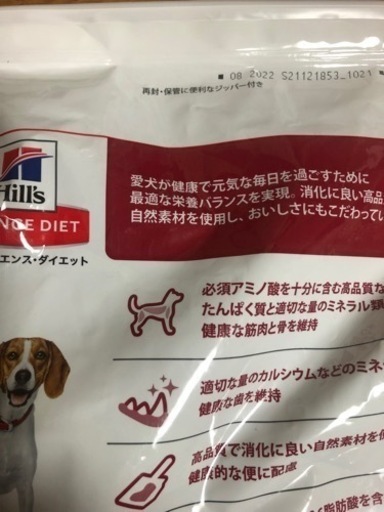 ■ 08 2022 S21121853_1021
再封・保管に便利なジッパー付き
Hill's
愛犬が健康で元気な毎日を過ごすために
最適な栄養バランスを実現。消化に良い高品
自然素材を使用し、おいしさにもこだわってい
NCE DIET
エンス・ダイエット
必須アミノ酸を十分に含む高品質な
たんぱく質と適切な量のミネラル類
健康な筋肉と骨を維持
適切な量のカルシウムなどのミネ
健康な歯を維持
高品質で消化に良い自然素材を使
健康的な便に配慮
脂肪酸を含